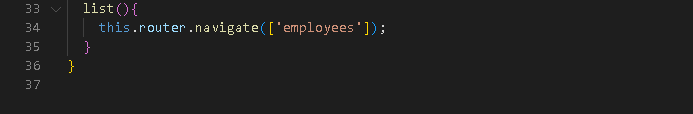 33 list(){
34 this.router.navigate(['employees']);
35 }
36 }
37